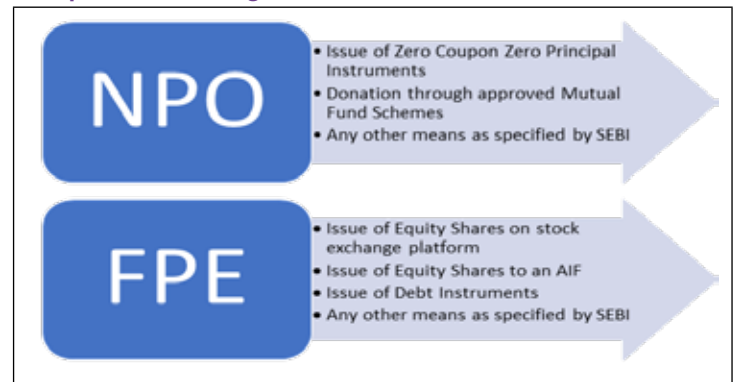 NPO
• Issue of Zero Coupon Zero Principal
Instruments
• Donation through approved Mutual
Fund Schemes
• Any other means as specified by SEBI
FPE
• Issue of Equity Shares on stock
exchange platform
• Issue of Equity Shares to an AIF
• Issue of Debt Instruments
• Any other means as specified by SEBI